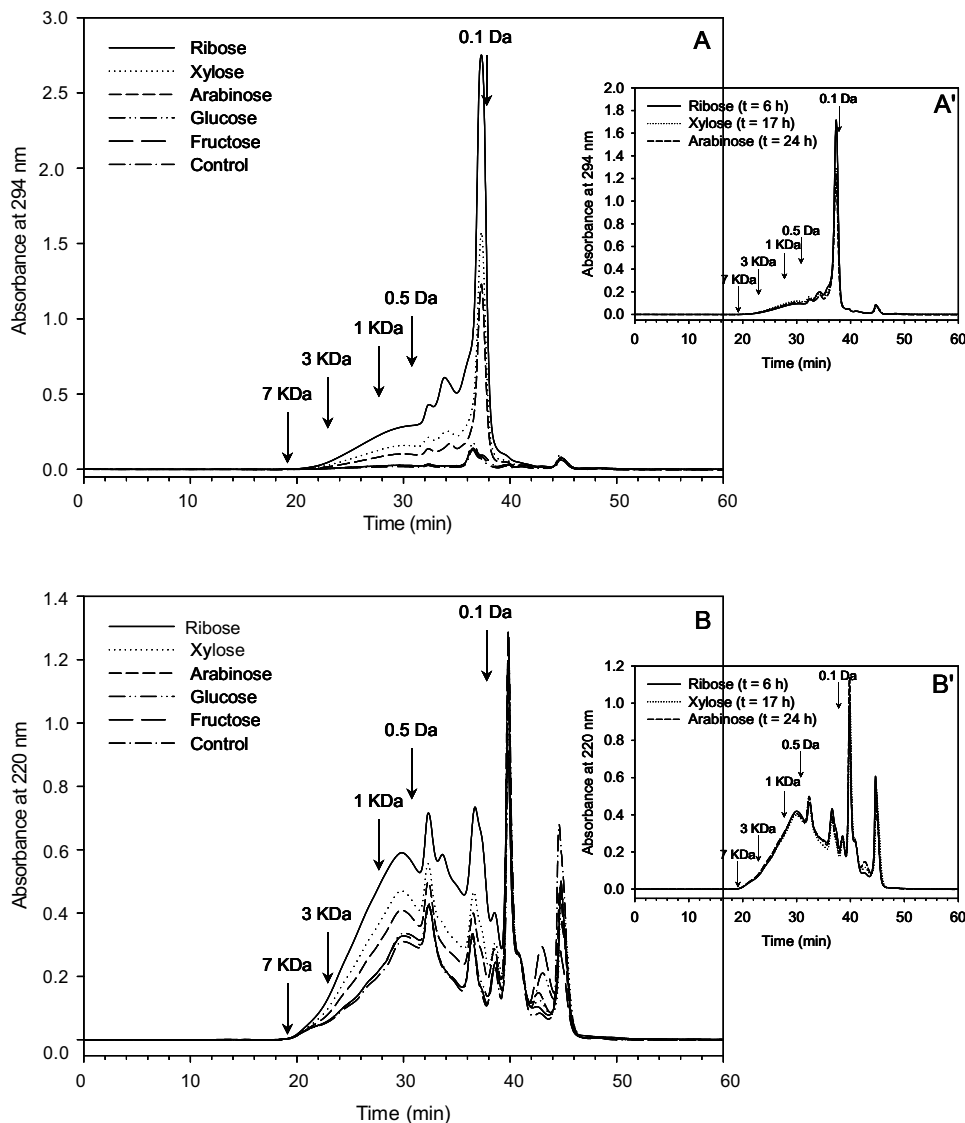 3.0
2.5
2.0
1.5
1.0
0.5
0.0
Absorbance at 294 nm
Ribose
Xylose
Arabinose
Glucose
Fructose
Control
0.1 Da
A
0.5 Da
1 KDa
3 KDa
7 KDa
0 10 20 30 40 50 60
Time (min)
2.0
1.8
1.6
1.4
1.2
1.0
0.8
0.6
0.4
0.2
0.0
Absorbance at 294 nm
Ribose (t = 6 h)
Xylose (t = 17 h)
Arabinose (t = 24 h)
0.1 Da
A'
0.5 Da
1 KDa
3 KDa
7 KDa
0 10 20 30 40 50 60
Time (min)
1.4
1.2
1.0
0.8
0.6
0.4
0.2
0.0
Absorbance at 220 nm
Ribose
Xylose
Arabinose
Glucose
Fructose
Control
0.1 Da
B
0.5 Da
1 KDa
3 KDa
7 KDa
0 10 20 30 40 50 60
Time (min)
1.2
1.0
0.8
0.6
0.4
0.2
0.0
Absorbance at 220 nm
Ribose (t = 6 h)
Xylose (t = 17 h)
Arabinose (t = 24 h)
0.1 Da
B'
0.5 Da
1 KDa
3 KDa
7 KDa
0 10 20 30 40 50 60
Time (min)